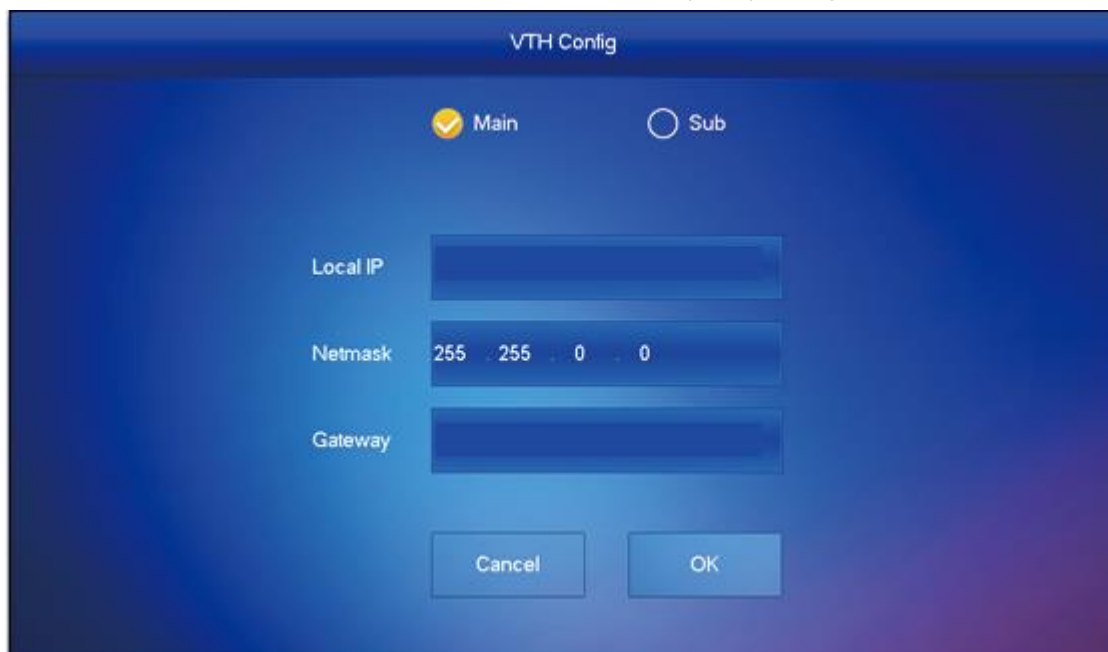 VTH Config
Main Sub
Local IP
Netmask 255 . 255 . 0 . 0
Gateway
Cancel OK